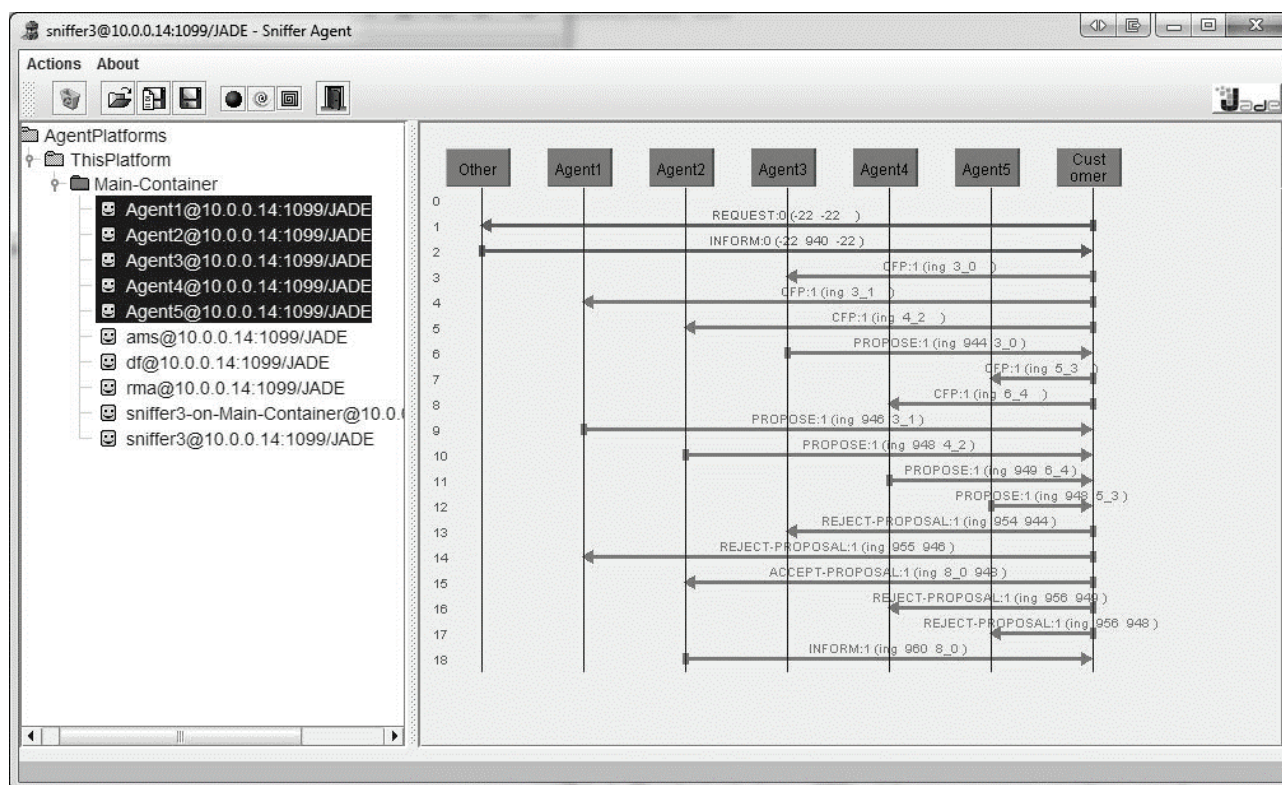 sniffer3@10.0.0.14:1099/JADE - Sniffer Agent
Actions About
Jade
AgentPlatforms
ThisPlatform
Main-Container
Agent1@10.0.0.14:1099/JADE
Agent2@10.0.0.14:1099/JADE
Agent3@10.0.0.14:1099/JADE
Agent4@10.0.0.14:1099/JADE
Agent5@10.0.0.14:1099/JADE
ams@10.0.0.14:1099/JADE
df@10.0.0.14:1099/JADE
rma@10.0.0.14:1099/JADE
sniffer3-on-Main-Container@10.0.
sniffer3@10.0.0.14:1099/JADE
Other Agent1 Agent2 Agent3 Agent4 Agent5 Cust
omer
0
REQUEST:0 (-22 -22 )
1
INFORM:0 (-22 940 -22 )
2
CFP:1 (ing 3_0 )
3
CFP:1 (ing 3_1 )
4
CFP:1 (ing 4_2 )
5
PROPOSE:1 (ing 944 3_0 )
6
CFP:1 (ing 5_3 )
7
CFP:1 (ing 6_4 )
8
PROPOSE:1 (ing 946 3_1 )
9
PROPOSE:1 (ing 948 4_2 )
10
PROPOSE:1 (ing 949 6_4 )
11
PROPOSE:1 (ing 948 5_3 )
12
REJECT-PROPOSAL:1 (ing 954 944 )
13
REJECT-PROPOSAL:1 (ing 955 946 )
14
ACCEPT-PROPOSAL:1 (ing 8_0 948 )
15
REJECT-PROPOSAL:1 (ing 956 949 )
16
REJECT-PROPOSAL:1 (ing 956 948 )
17
INFORM:1 (ing 960 8_0 )
18